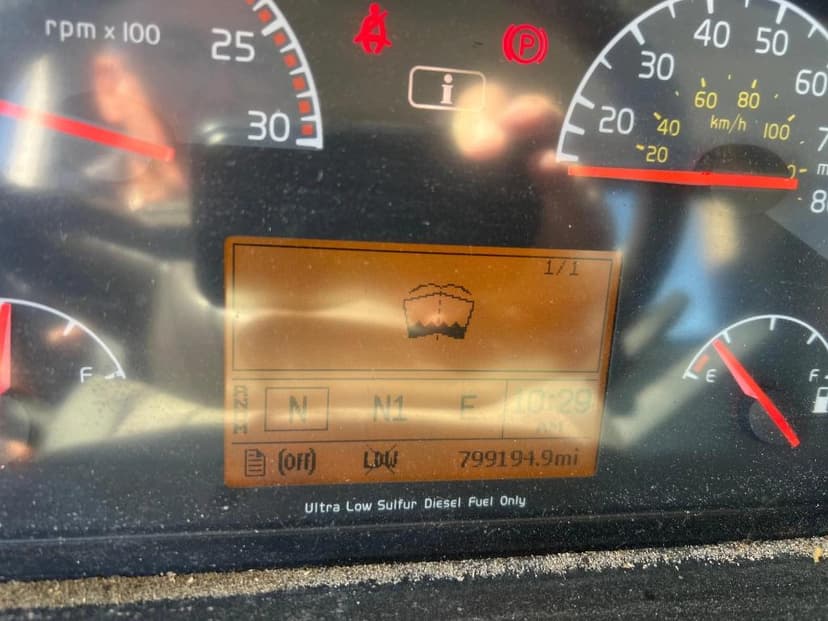 rpm x 100
25
30
P
i
20
30
40
50
60
20
40
60
80
100
km/h
1/1
N
N1
10:29
AM
(Off)
LOW
799194.9mi
Ultra Low Sulfur Diesel Fuel Only
F
E
F